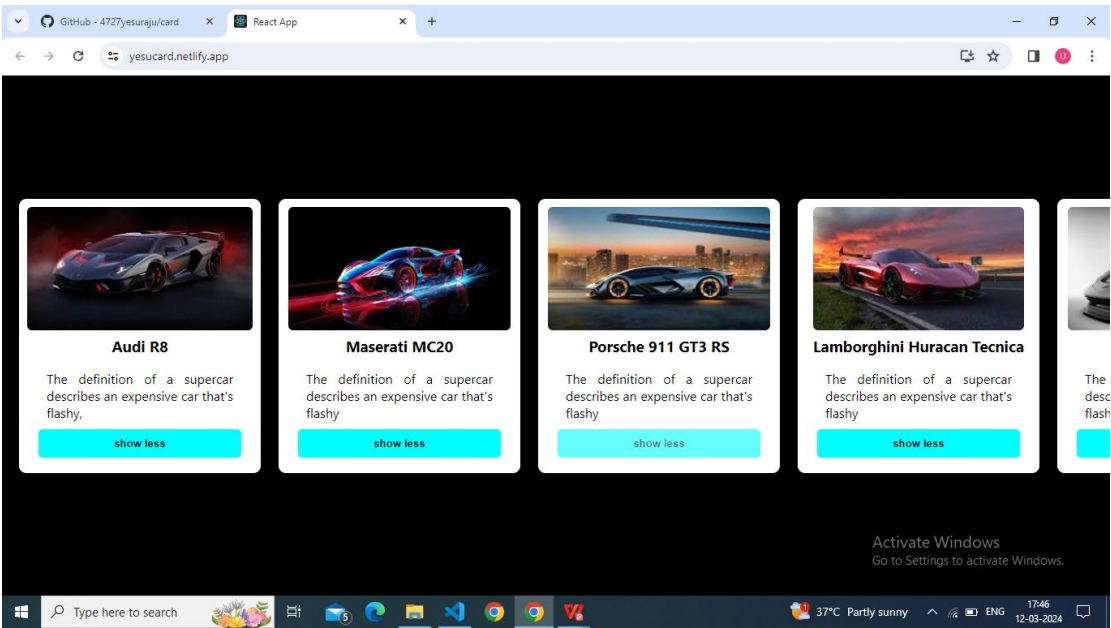 GitHub - 4727yesuraju/card
React App
yesucard.netlify.app
U
Audi R8
The definition of a supercar
describes an expensive car that's
flashy,
show less
Maserati MC20
The definition of a supercar
describes an expensive car that's
flashy
show less
Porsche 911 GT3 RS
The definition of a supercar
describes an expensive car that's
flashy
show less
Lamborghini Huracan Tecnica
The definition of a supercar
describes an expensive car that's
flashy
show less
The
desc
flash
Activate Windows
Go to Settings to activate Windows.
Type here to search
5
1
37°C Partly sunny
ENG
17:46
12-03-2024